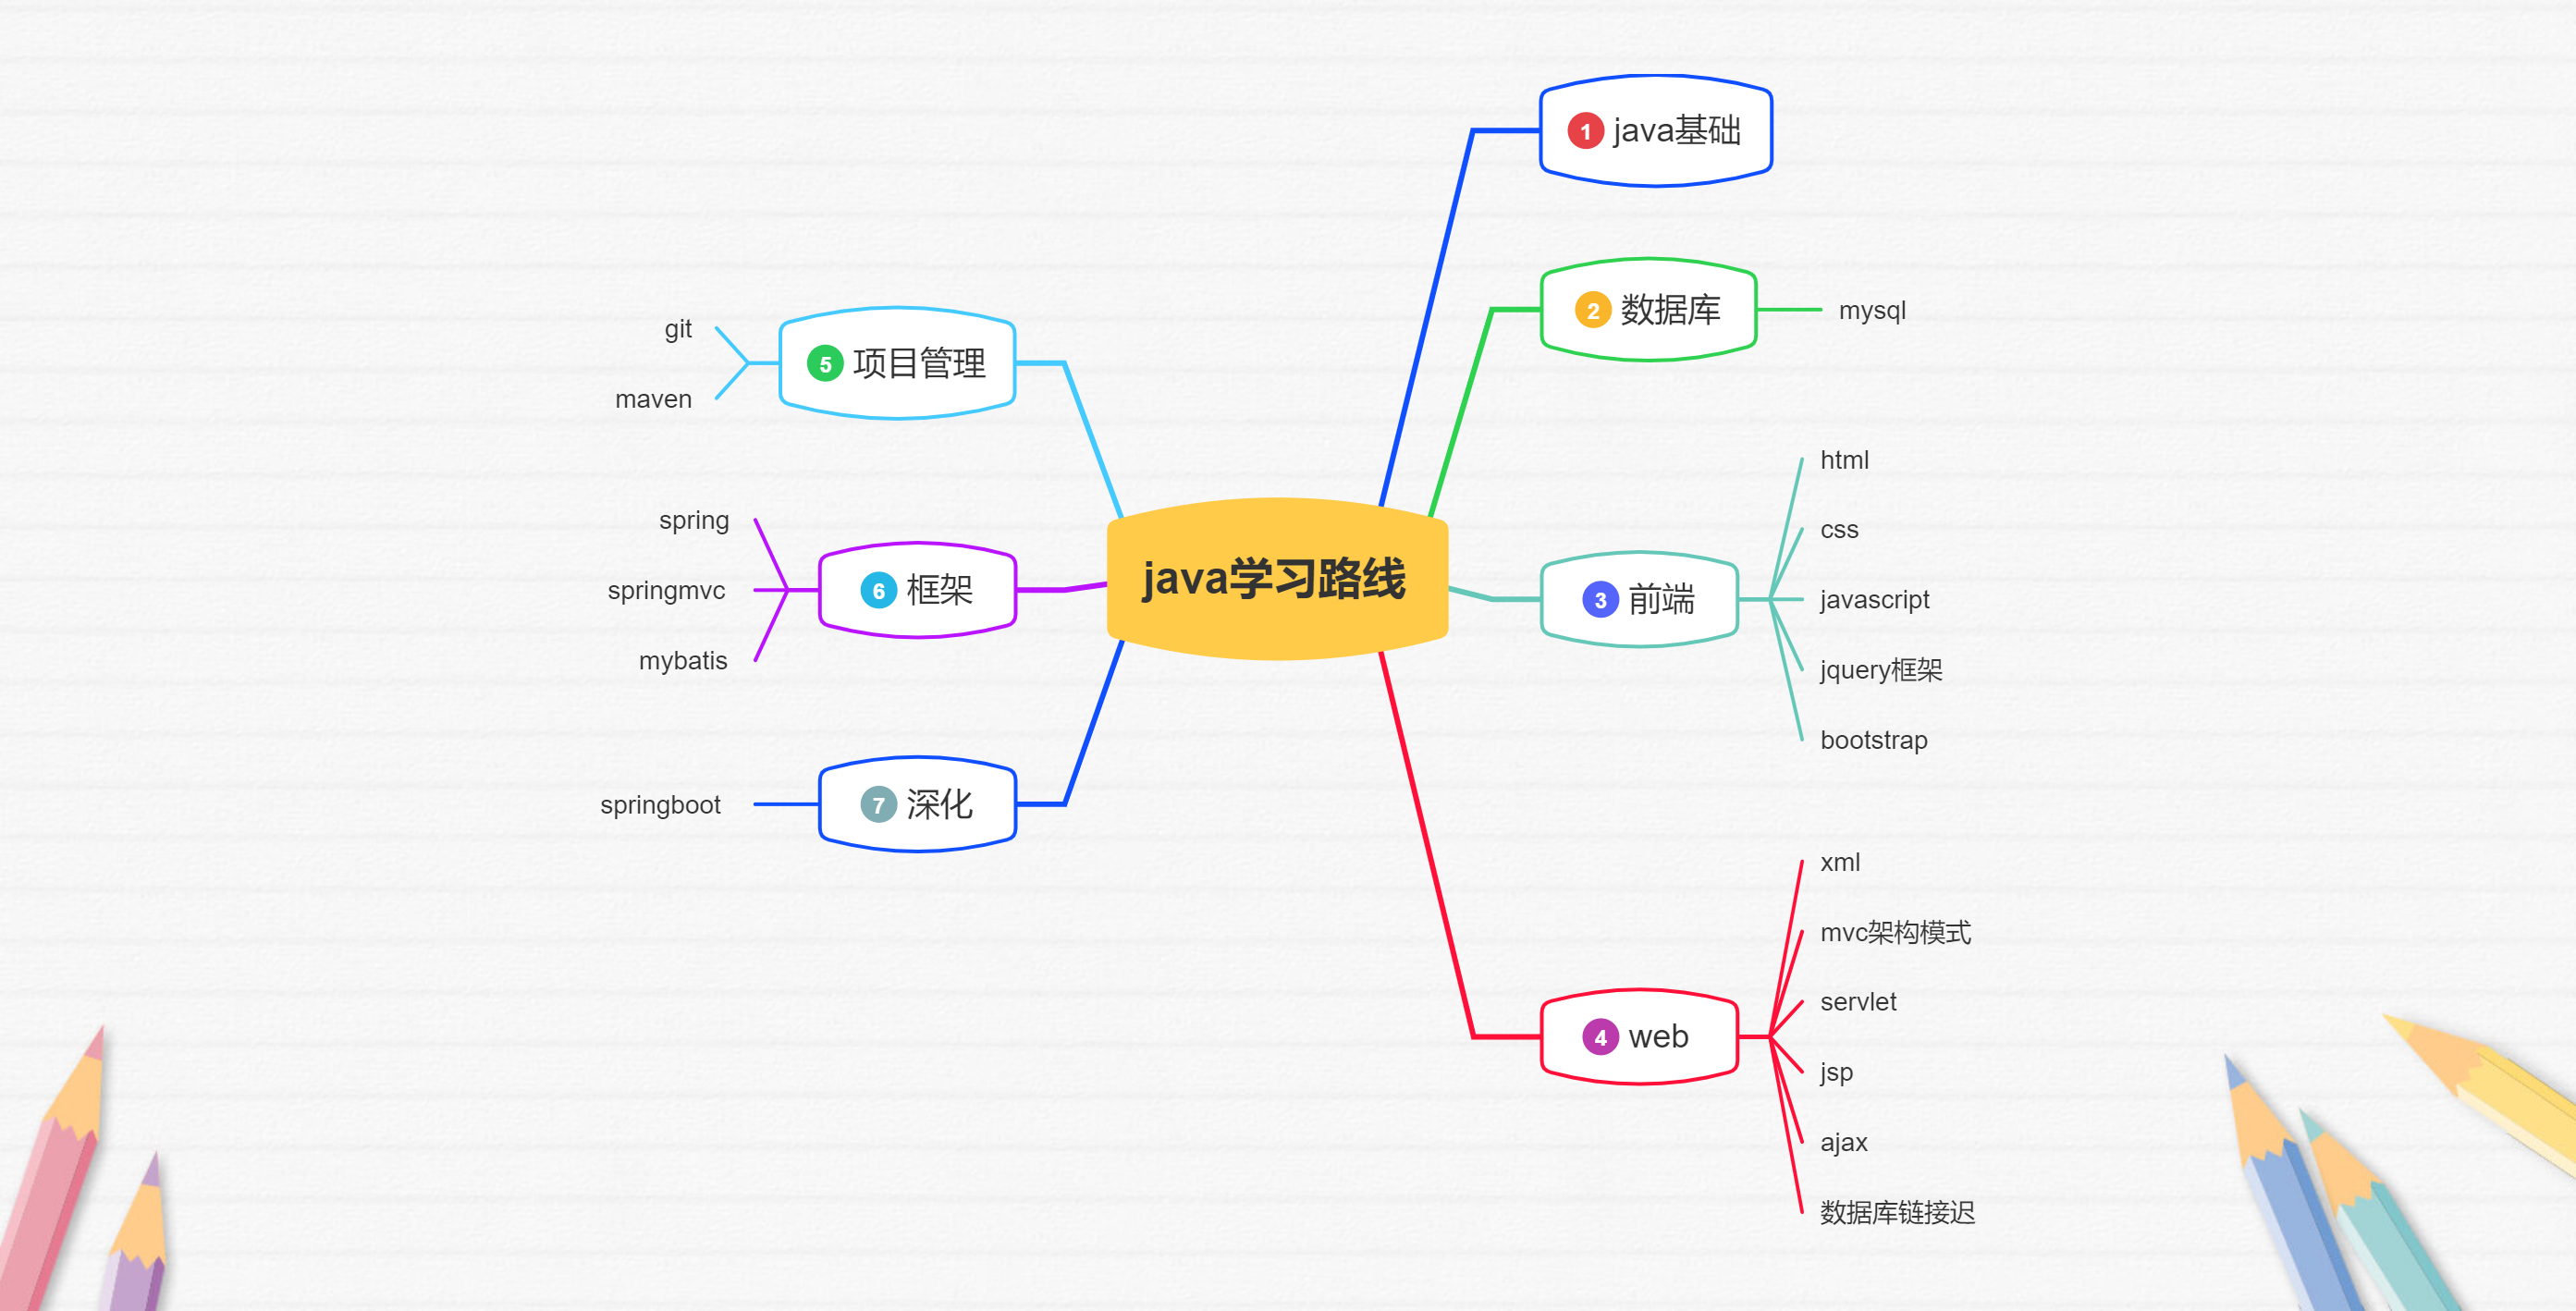 java学习路线
1 java基础
2 数据库
mysql
3 前端
html
css
javascript
jquery框架
bootstrap
4 web
xml
mvc架构模式
servlet
jsp
ajax
数据库链接迟
5 项目管理
git
maven
6 框架
spring
springmvc
mybatis
7 深化
springboot